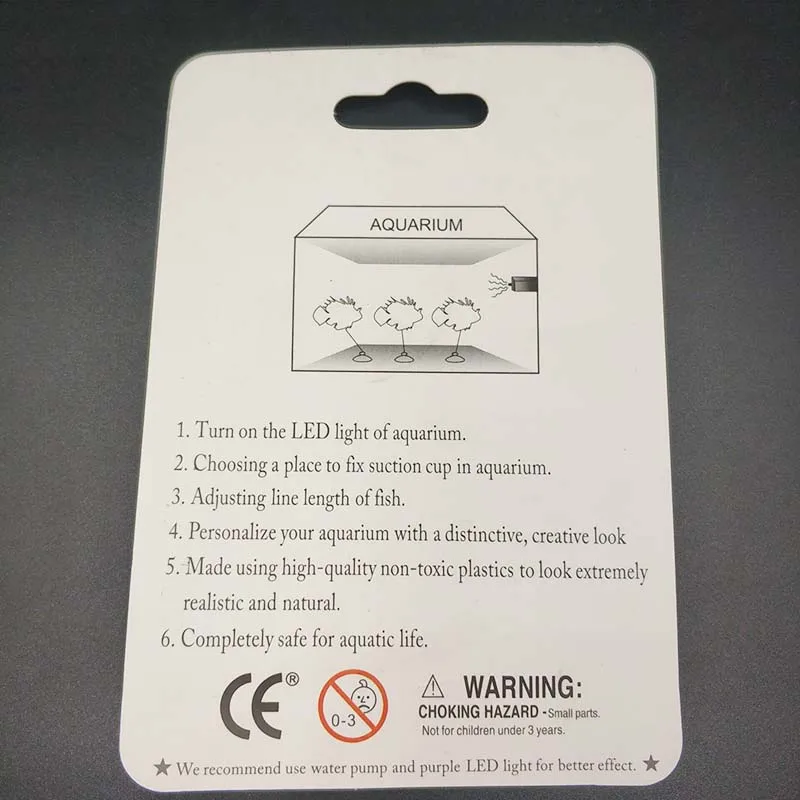 AQUARIUM
1. Turn on the LED light of aquarium.
2. Choosing a place to fix suction cup in aquarium.
3. Adjusting line length of fish.
4. Personalize your aquarium with a distinctive, creative look
5. Made using high-quality non-toxic plastics to look extremely
realistic and natural.
6. Completely safe for aquatic life.
CE®
0-3
⚠ WARNING:
CHOKING HAZARD - Small parts.
Not for children under 3 years.
★ We recommend use water pump and purple LED light for better effect. ★